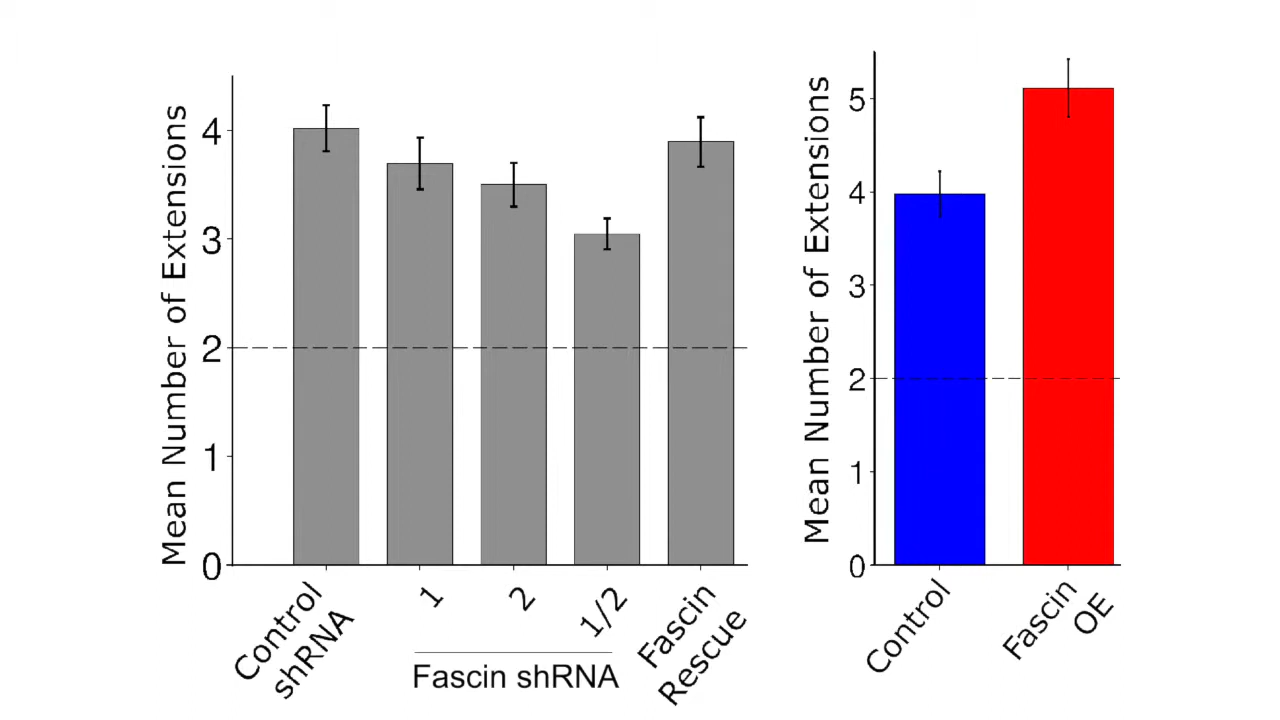 Mean Number of Extensions
4
3
2
1
0
Control
shRNA
1
2
1/2
Fascin
Rescue
Fascin shRNA
Mean Number of Extensions
5
4
3
2
1
0
Control
Fascin
OE